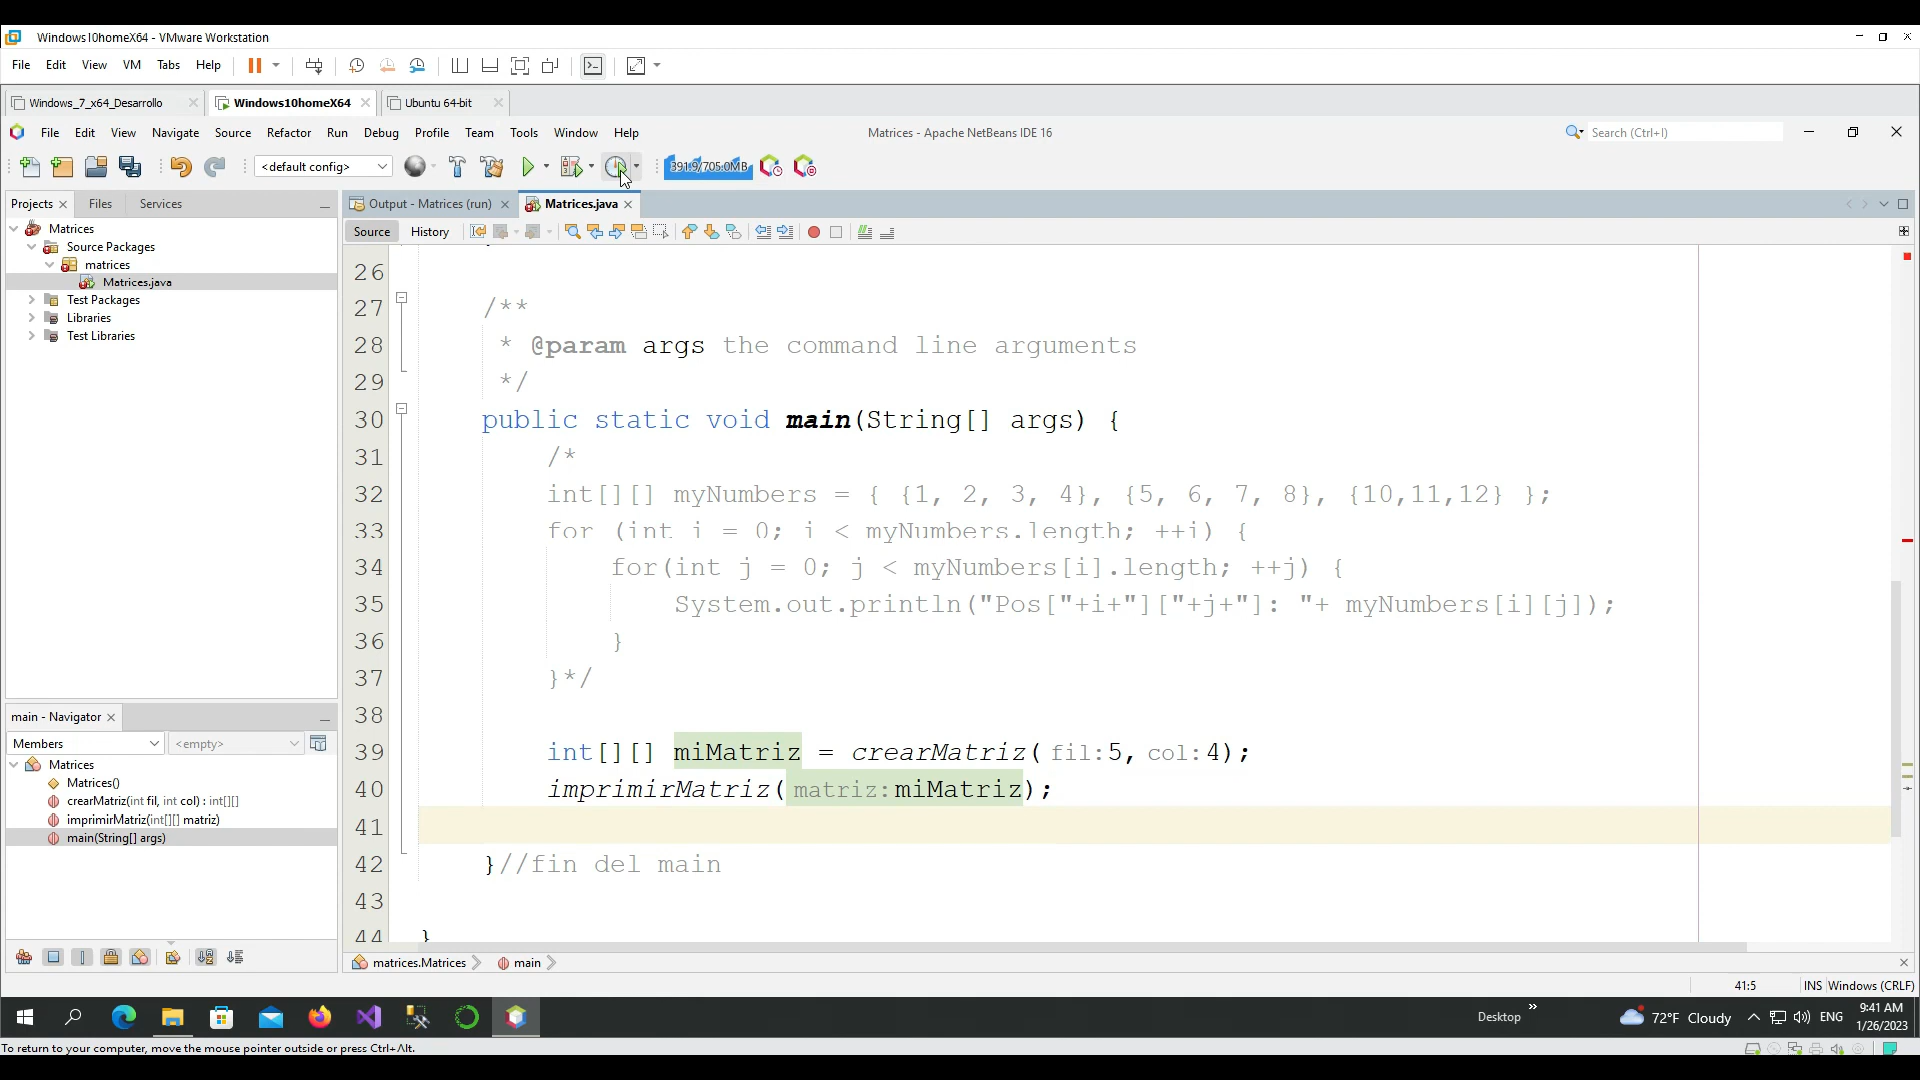 Windows10homeX64 - VMware Workstation
File Edit View VM Tabs Help
Windows_7_x64_Desarrollo Windows10homeX64 Ubuntu 64-bit
File Edit View Navigate Source Refactor Run Debug Profile Team Tools Window Help Matrices - Apache NetBeans IDE 16 Search (Ctrl+I)
<default config> 391.9/705.0MB
Projects Files Services Output - Matrices (run) Matrices.java
Source History
Matrices
Source Packages
matrices
Matrices.java
Test Packages
Libraries
Test Libraries
26
27 /**
28 * @param args the command line arguments
29 */
30 public static void main(String[] args) {
31 /*
32 int[][] myNumbers = { {1, 2, 3, 4}, {5, 6, 7, 8}, {10,11,12} };
33 for (int i = 0; i < myNumbers.length; ++i) {
34 for(int j = 0; j < myNumbers[i].length; ++j) {
35 System.out.println("Pos["+i+"]["+j+"]: "+ myNumbers[i][j]);
36 }
37 }*/
38
39 int[][] miMatriz = crearMatriz(fil:5, col:4);
40 imprimirMatriz(matriz:miMatriz);
41
42 }//fin del main
43
44 }
main - Navigator
Members <empty>
Matrices
Matrices()
crearMatriz(int fil, int col) : int[][]
imprimirMatriz(int[][] matriz)
main(String[] args)
matrices.Matrices main
41:5 INS Windows (CRLF)
Desktop 72°F Cloudy ENG 9:41 AM
1/26/2023
To return to your computer, move the mouse pointer outside or press Ctrl+Alt.